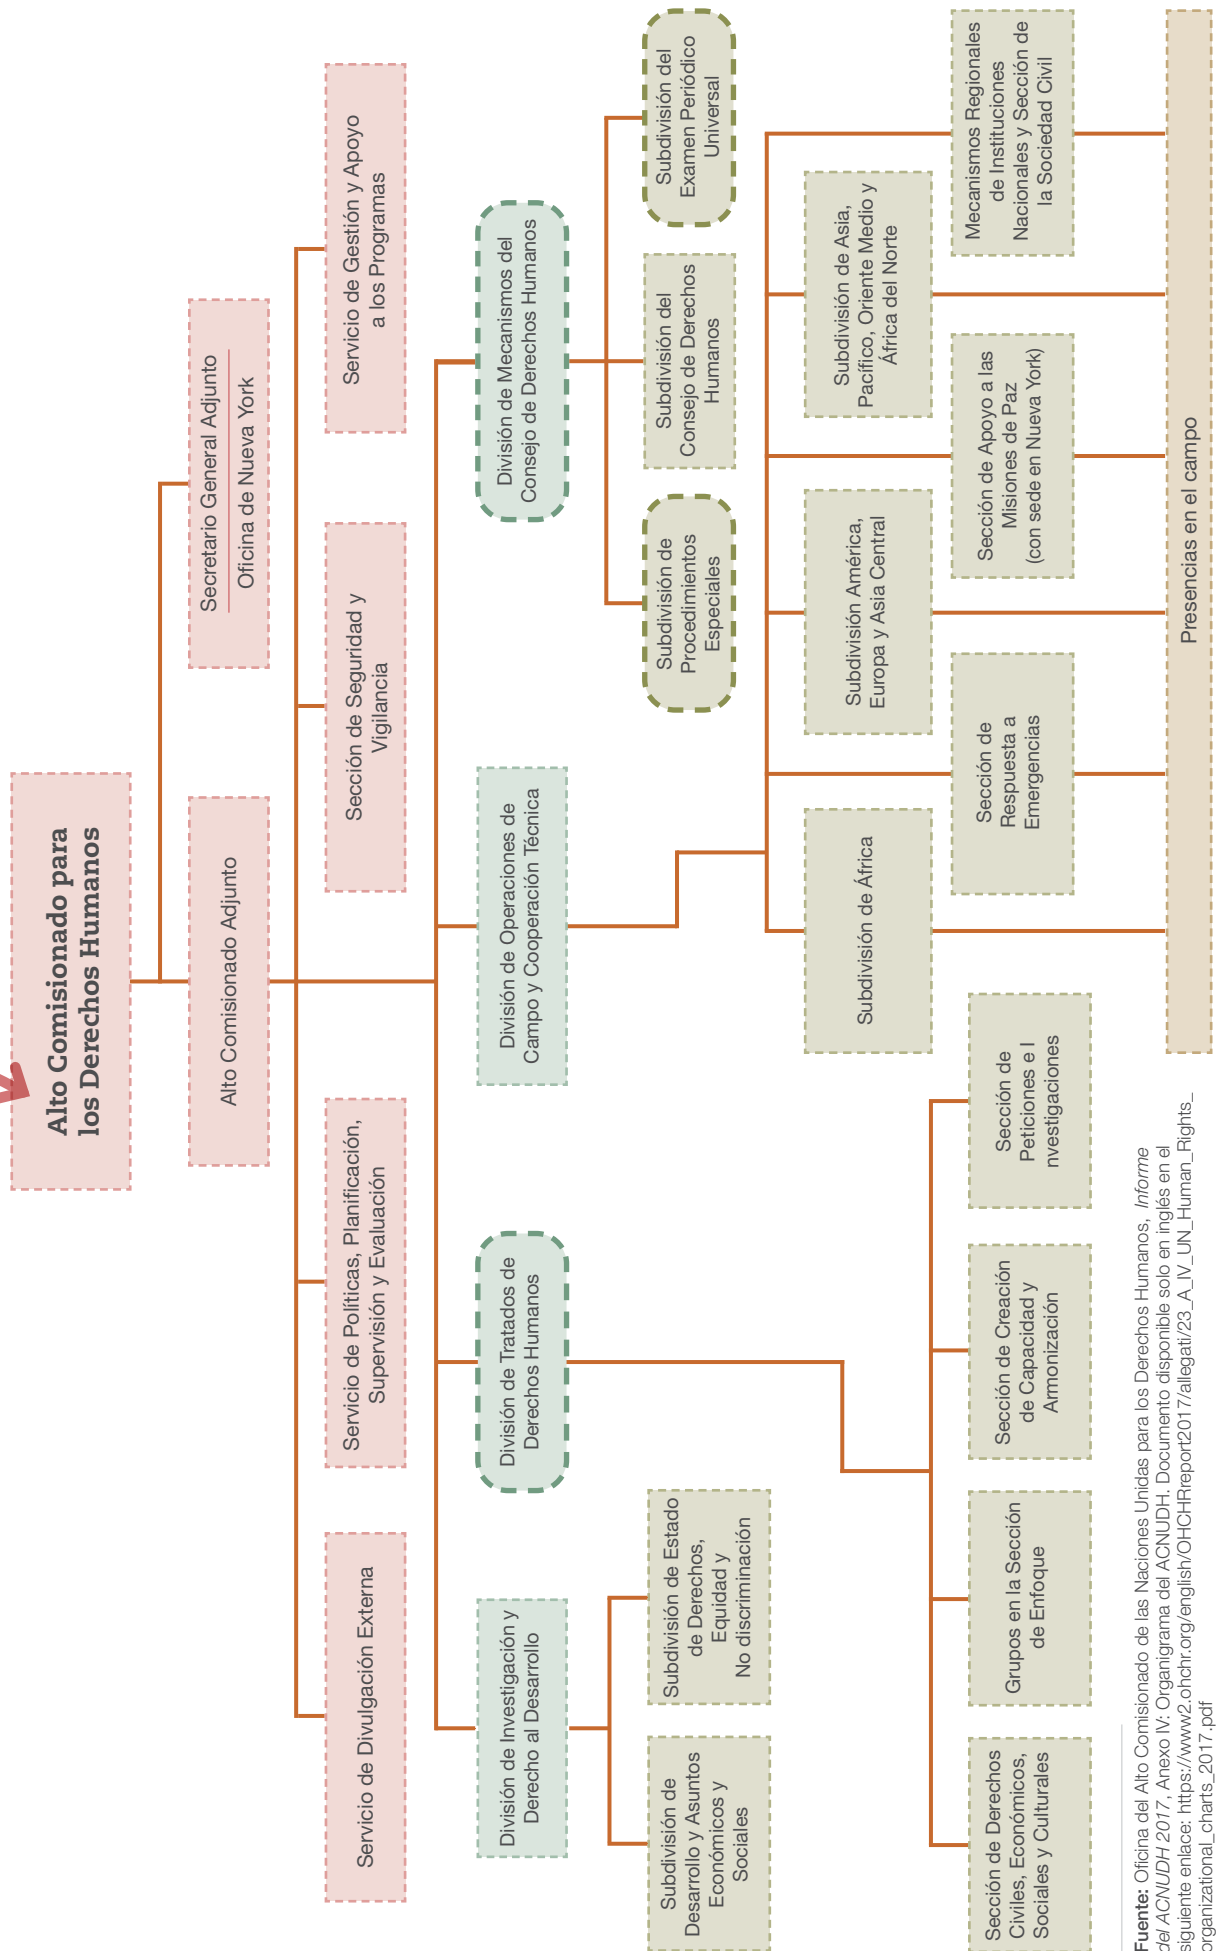 Alto Comisionado para
los Derechos Humanos
Alto Comisionado Adjunto
Secretario General Adjunto
Oficina de Nueva York
Servicio de Divulgación Externa
Servicio de Políticas, Planificación,
Supervisión y Evaluación
Sección de Seguridad y
Vigilancia
Servicio de Gestión y Apoyo
a los Programas
División de Investigación y
Derecho al Desarrollo
División de Tratados de
Derechos Humanos
División de Operaciones de
Campo y Cooperación Técnica
División de Mecanismos del
Consejo de Derechos Humanos
Subdivisión de
Desarrollo y Asuntos
Económicos y
Sociales
Subdivisión de Estado
de Derechos,
Equidad y
No discriminación
Subdivisión de
Procedimientos
Especiales
Subdivisión del
Consejo de Derechos
Humanos
Subdivisión del
Examen Periódico
Universal
Subdivisión de África
Subdivisión América,
Europa y Asia Central
Subdivisión de Asia,
Pacífico, Oriente Medio y
África del Norte
Sección de
Respuesta a
Emergencias
Sección de Apoyo a las
Misiones de Paz
(con sede en Nueva York)
Mecanismos Regionales
de Instituciones
Nacionales y Sección de
la Sociedad Civil
Sección de Derechos
Civiles, Económicos,
Sociales y Culturales
Grupos en la Sección
de Enfoque
Sección de Creación
de Capacidad y
Armonización
Sección de
Peticiones e I
nvestigaciones
Presencias en el campo
Fuente: Oficina del Alto Comisionado de las Naciones Unidas para los Derechos Humanos, Informe
del ACNUDH 2017, Anexo IV: Organigrama del ACNUDH. Documento disponible solo en inglés en el
siguiente enlace: https://www2.ohchr.org/english/OHCHRreport2017/allegati/23_A_IV_UN_Human_Rights_
organizational_charts_2017.pdf